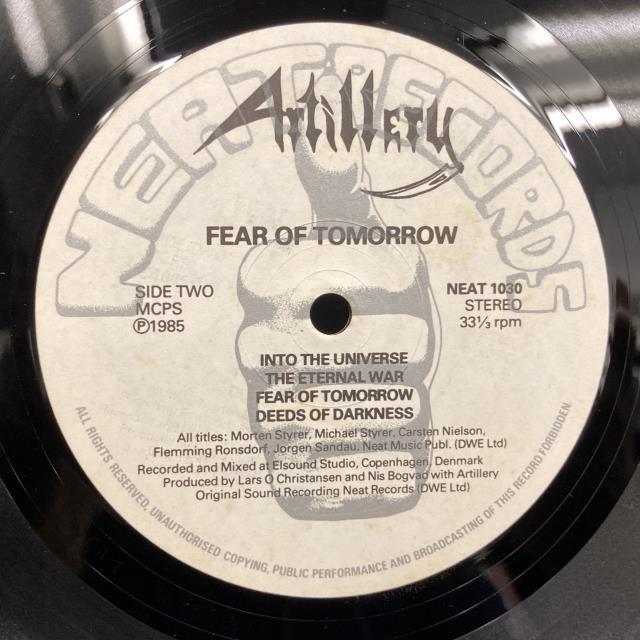 NEAT RECORDS
Artillery
FEAR OF TOMORROW
SIDE TWO
MCPS
Ⓟ1985
NEAT 1030
STEREO
33⅓ rpm
INTO THE UNIVERSE
THE ETERNAL WAR
FEAR OF TOMORROW
DEEDS OF DARKNESS
All titles: Morten Styrer, Michael Styrer, Carsten Nielson,
Flemming Ronsdorf, Jorgen Sandau. Neat Music Publ. (DWE Ltd)
Recorded and Mixed at Elsound Studio, Copenhagen, Denmark
Produced by Lars O Christansen and Nis Bogvad with Artillery
Original Sound Recording Neat Records (DWE Ltd)
ALL RIGHTS RESERVED, UNAUTHORISED COPYING, PUBLIC PERFORMANCE AND BROADCASTING OF THIS RECORD FORBIDDEN.